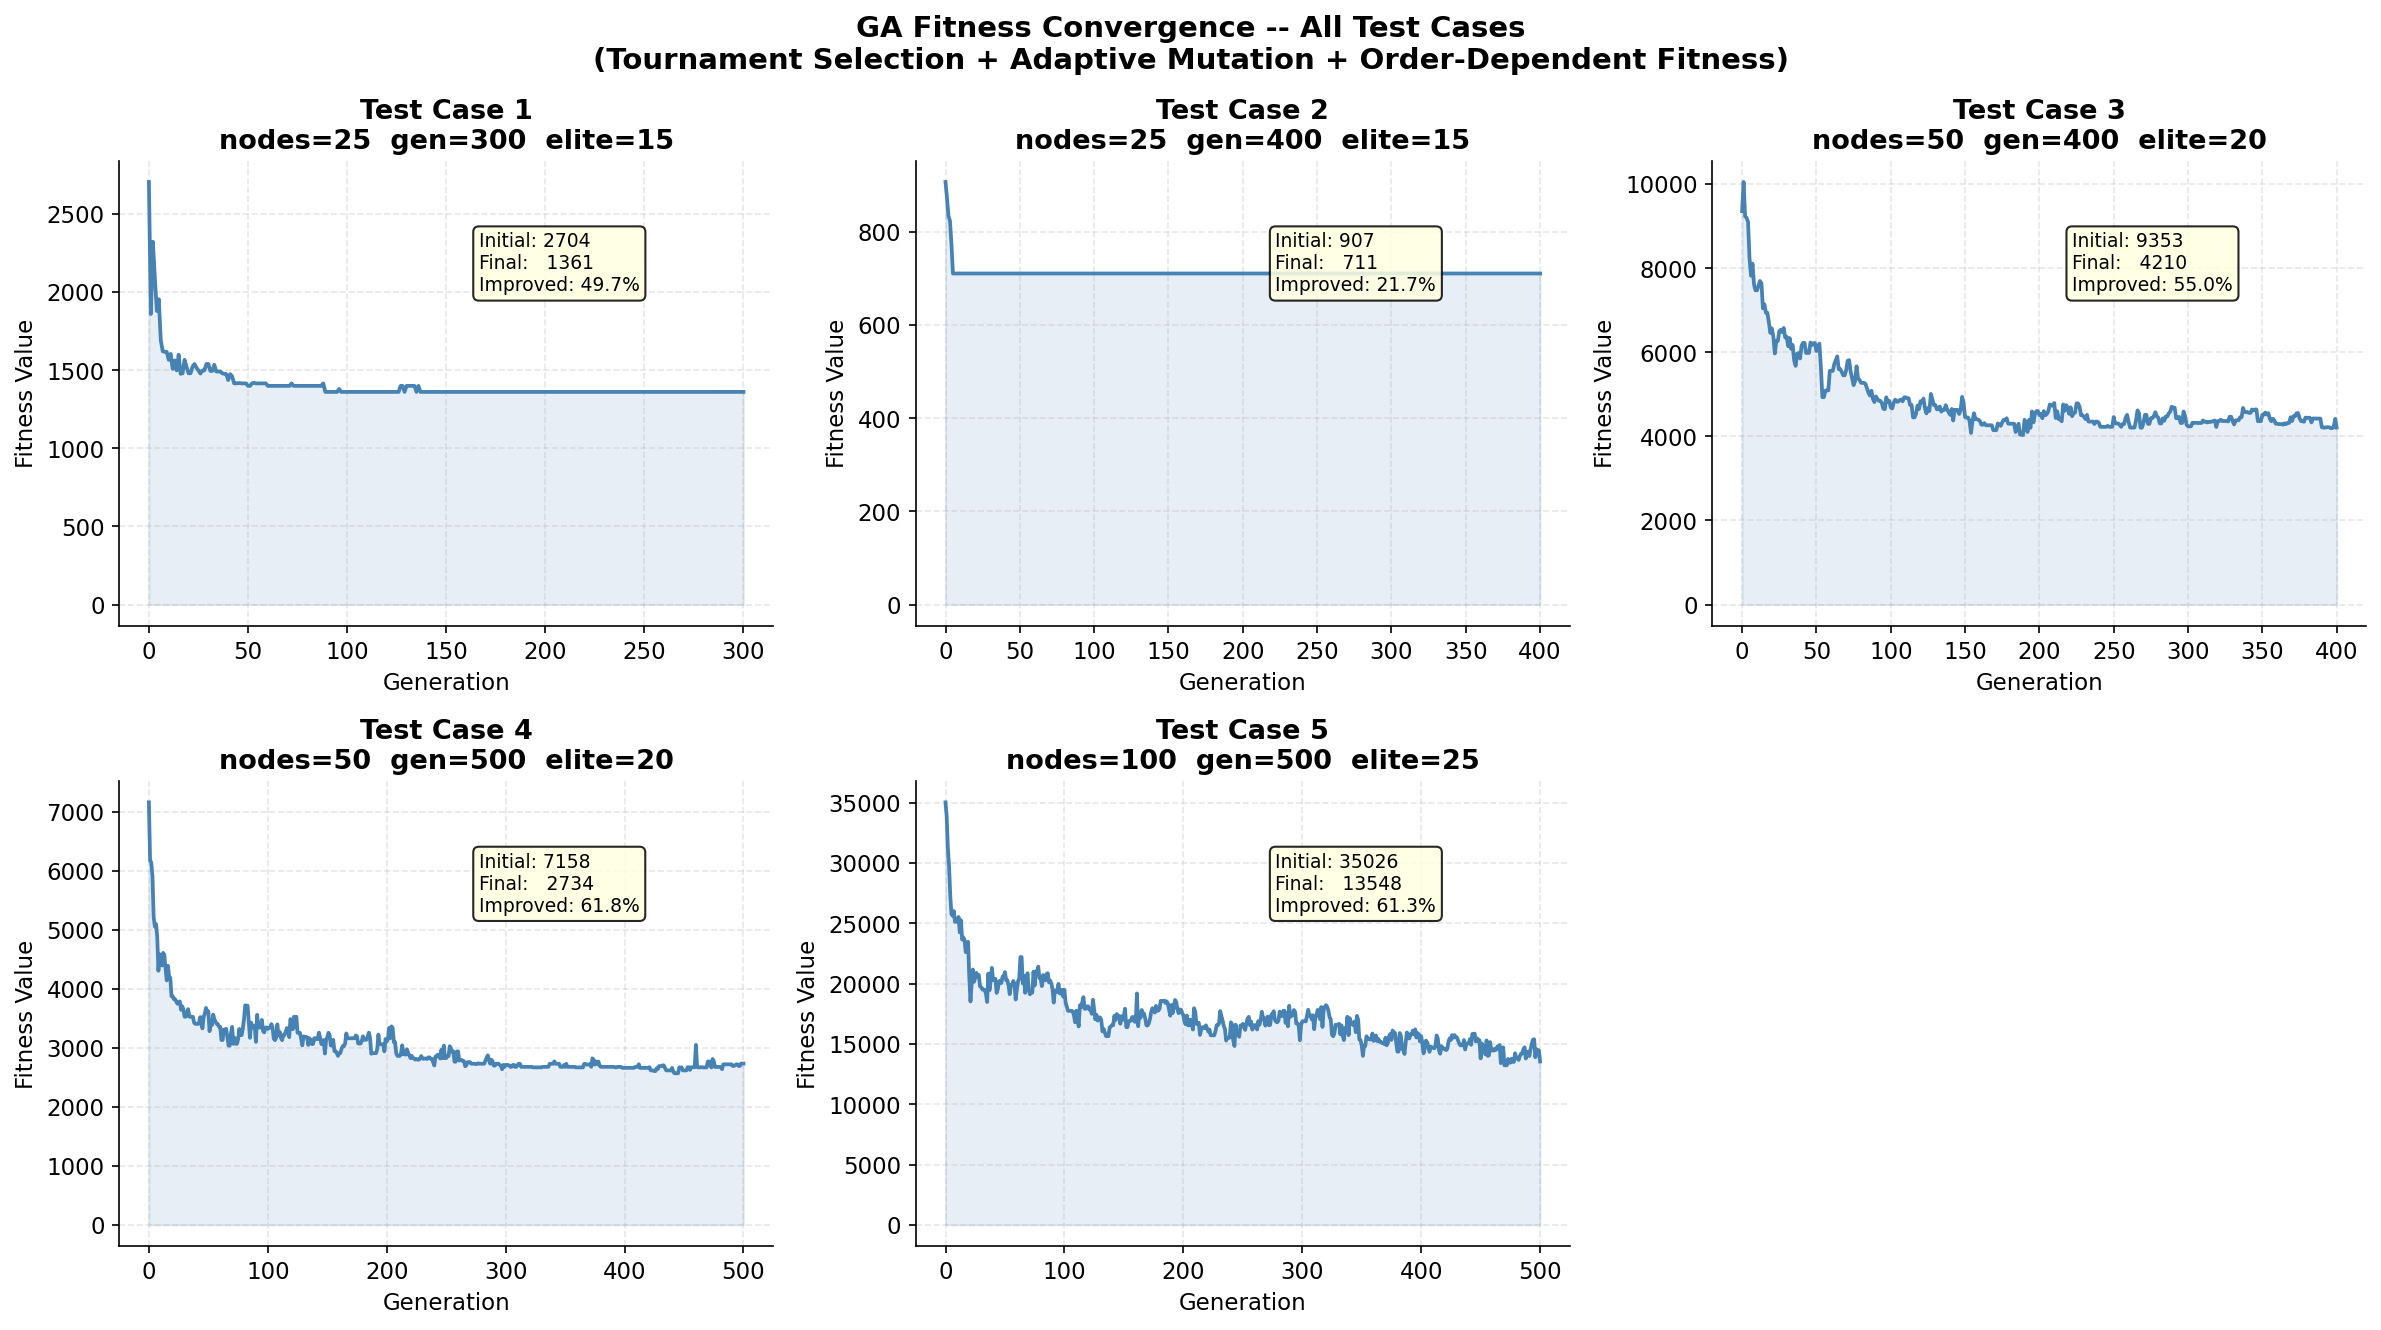 GA Fitness Convergence -- All Test Cases
(Tournament Selection + Adaptive Mutation + Order-Dependent Fitness)
Test Case 1
nodes=25 gen=300 elite=15
Fitness Value
2500
2000
1500
1000
500
0
Initial: 2704
Final: 1361
Improved: 49.7%
0 50 100 150 200 250 300
Generation
Test Case 2
nodes=25 gen=400 elite=15
Fitness Value
800
600
400
200
0
Initial: 907
Final: 711
Improved: 21.7%
0 50 100 150 200 250 300 350 400
Generation
Test Case 3
nodes=50 gen=400 elite=20
Fitness Value
10000
8000
6000
4000
2000
0
Initial: 9353
Final: 4210
Improved: 55.0%
0 50 100 150 200 250 300 350 400
Generation
Test Case 4
nodes=50 gen=500 elite=20
Fitness Value
7000
6000
5000
4000
3000
2000
1000
0
Initial: 7158
Final: 2734
Improved: 61.8%
0 100 200 300 400 500
Generation
Test Case 5
nodes=100 gen=500 elite=25
Fitness Value
35000
30000
25000
20000
15000
10000
5000
0
Initial: 35026
Final: 13548
Improved: 61.3%
0 100 200 300 400 500
Generation